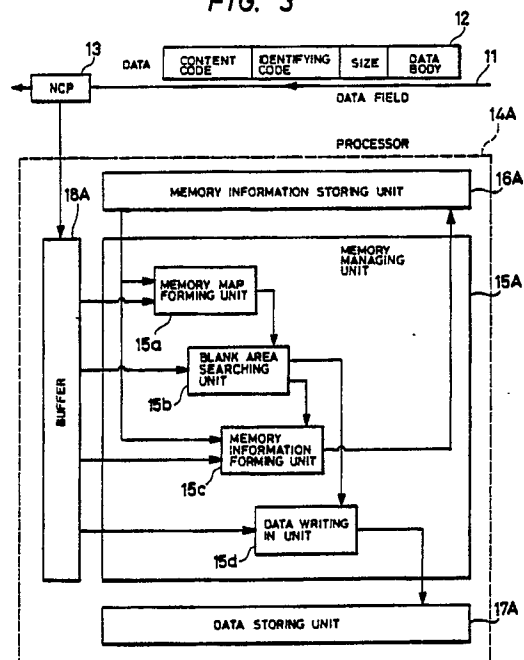 FIG. 3
12
13
DATA
CONTENT CODE
IDENTIFYING CODE
SIZE
DATA BODY
11
NCP
DATA FIELD
14A
PROCESSOR
18A
MEMORY INFORMATION STORING UNIT
16A
MEMORY MANAGING UNIT
15A
MEMORY MAP FORMING UNIT
15a
BLANK AREA SEARCHING UNIT
15b
BUFFER
MEMORY INFORMATION FORMING UNIT
15c
DATA WRITING IN UNIT
15d
17A
DATA STORING UNIT